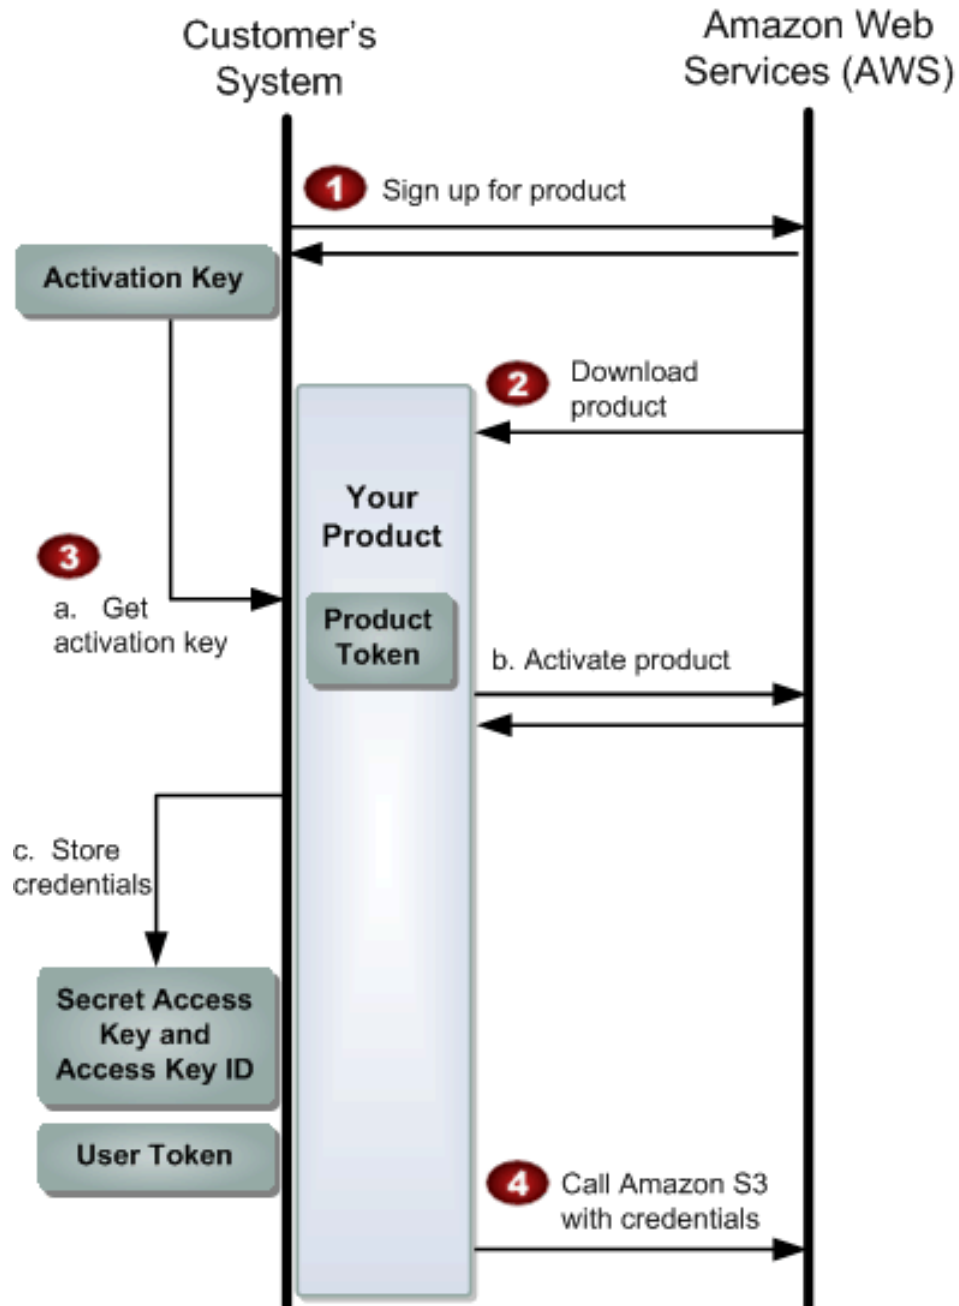 Customer's
System
Amazon Web
Services (AWS)
1 Sign up for product
Activation Key
2 Download
product
Your
Product
3
a. Get
activation key
Product
Token
b. Activate product
c. Store
credentials
Secret Access
Key and
Access Key ID
User Token
4 Call Amazon S3
with credentials